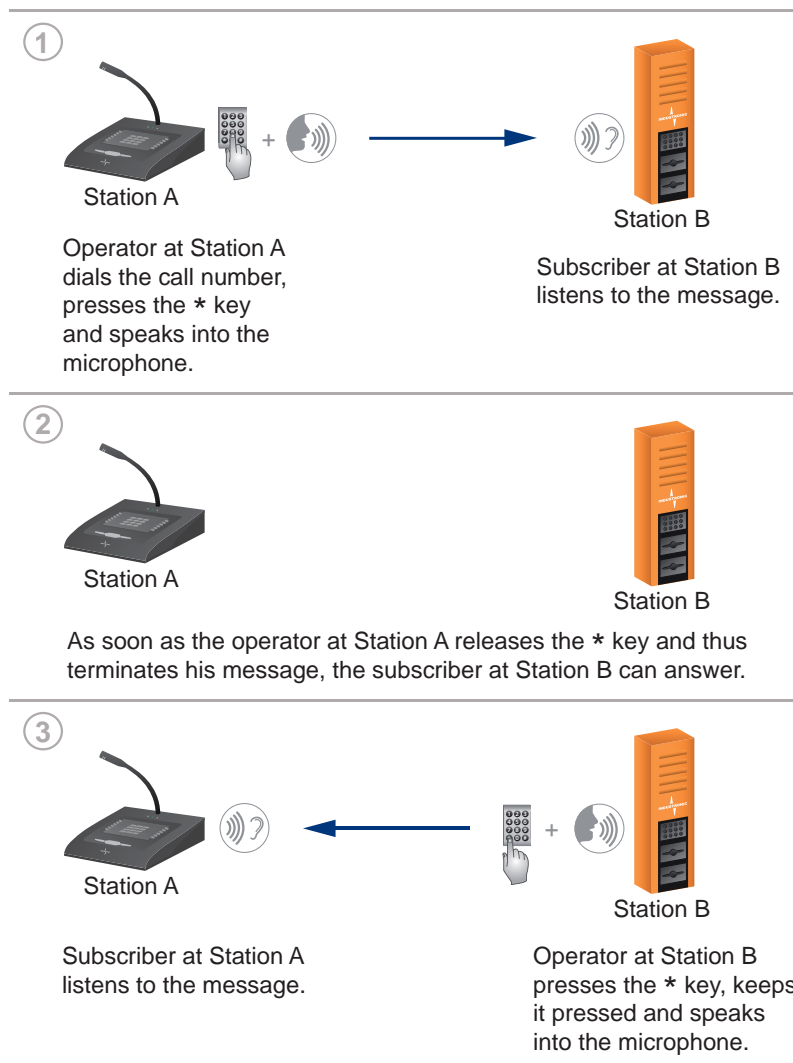 1
Station A
Station B
Operator at Station A
dials the call number,
presses the * key
and speaks into the
microphone.
Subscriber at Station B
listens to the message.
2
Station A
Station B
As soon as the operator at Station A releases the * key and thus
terminates his message, the subscriber at Station B can answer.
3
Station A
Station B
Subscriber at Station A
listens to the message.
Operator at Station B
presses the * key, keeps
it pressed and speaks
into the microphone.